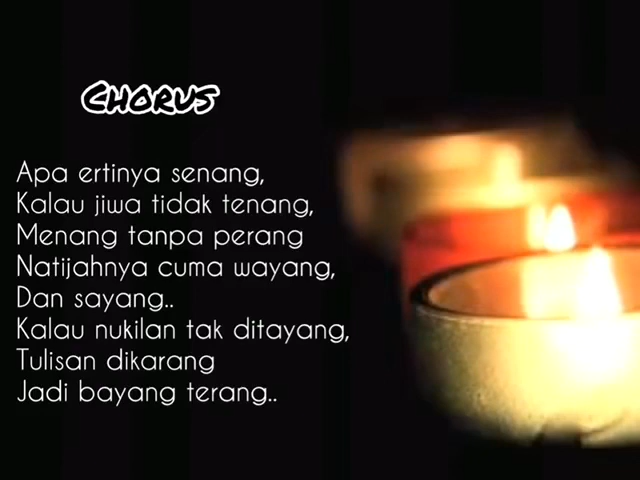 CHORUS
Apa ertinya senang,
Kalau jiwa tidak tenang,
Menang tanpa perang
Natijahnya cuma wayang,
Dan sayang..
Kalau nukilan tak ditayang,
Tulisan dikarang
Jadi bayang terang..